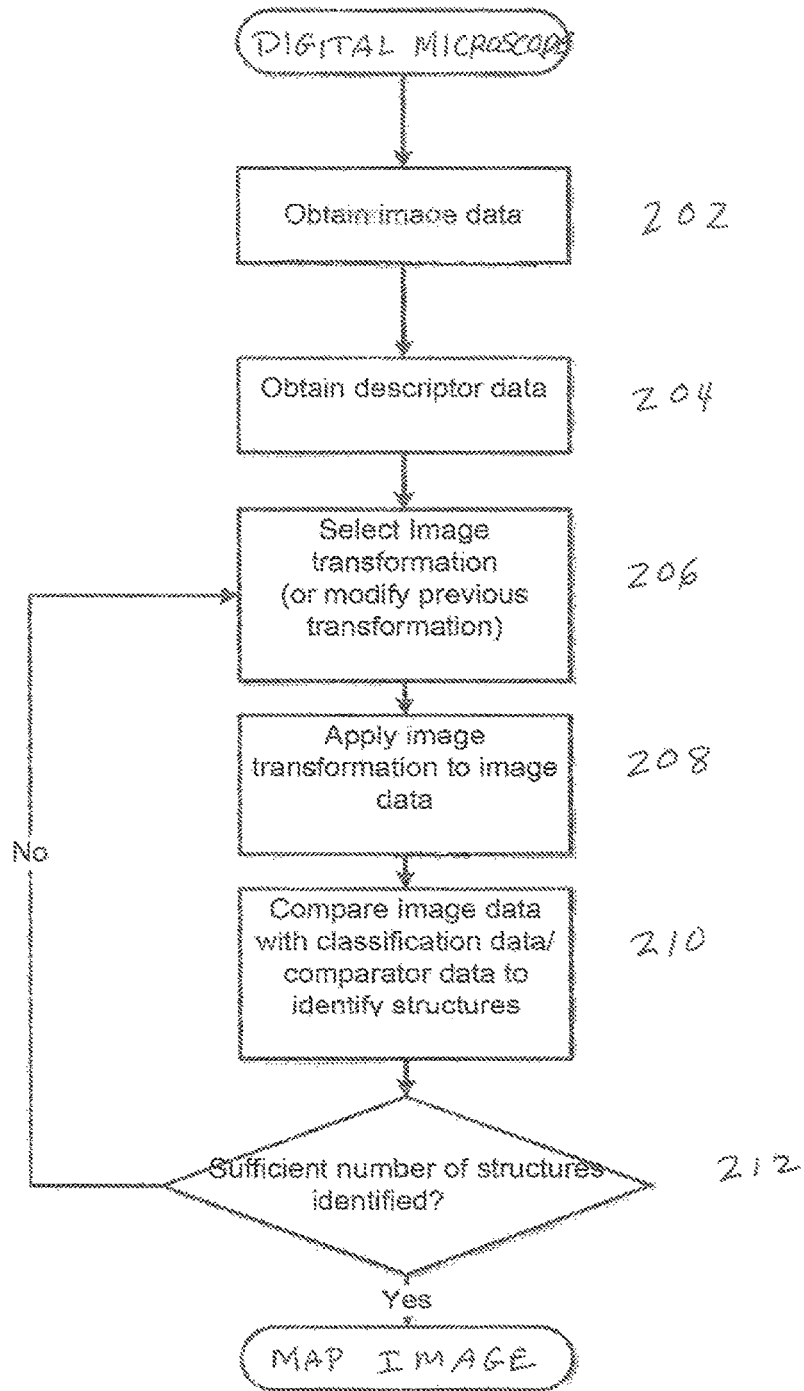 DIGITAL MICROSCOPE
Obtain image data
202
Obtain descriptor data
204
Select Image
transformation
(or modify previous
transformation)
206
Apply image
transformation to image
data
208
No
Compare image data
with classification data/
comparator data to
identify structures
210
Sufficient number of structures
identified?
212
Yes
MAP IMAGE